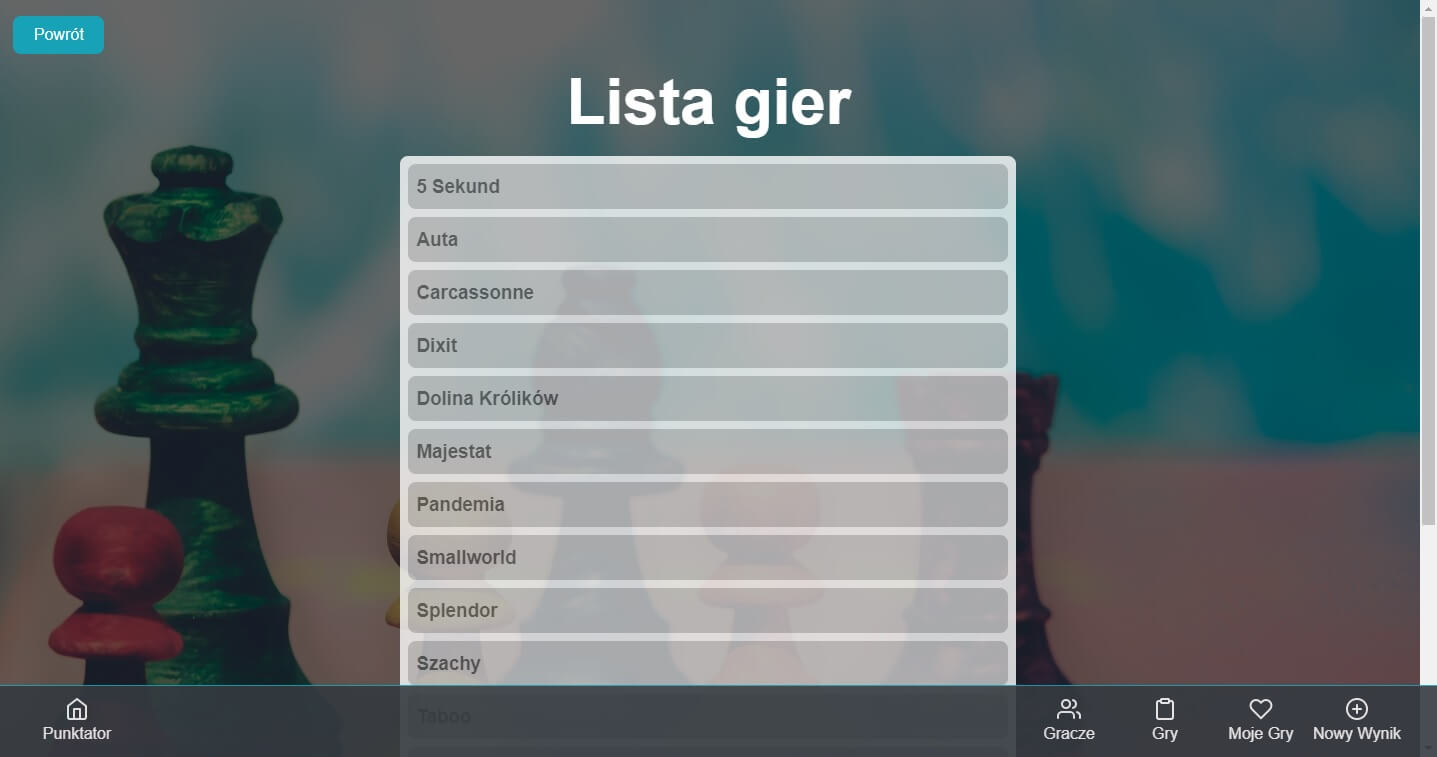 Powrót
Lista gier
5 Sekund
Auta
Carcassonne
Dixit
Dolina Królików
Majestat
Pandemia
Smallworld
Splendor
Szachy
Taboo
Punktator
Gracze
Gry
Moje Gry
Nowy Wynik